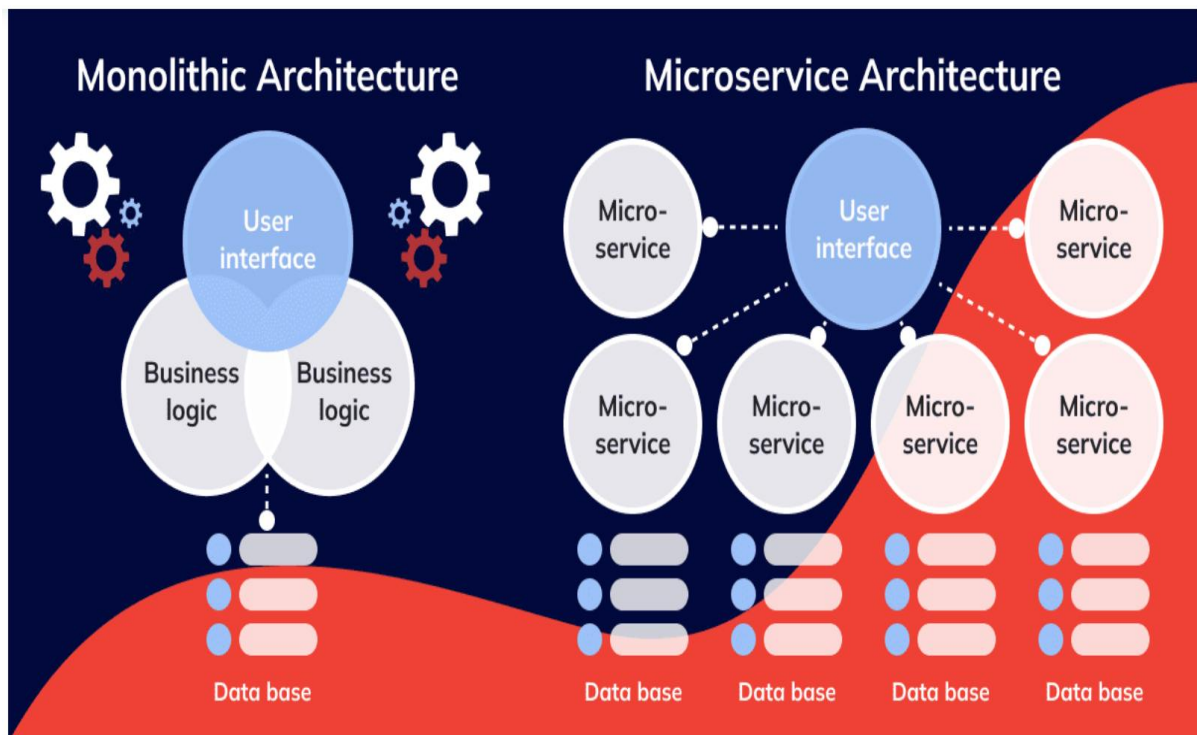 Monolithic Architecture
User
interface
Business
logic
Business
logic
Data base
Microservice Architecture
Micro-
service
User
interface
Micro-
service
Micro-
service
Micro-
service
Micro-
service
Micro-
service
Data base
Data base
Data base
Data base